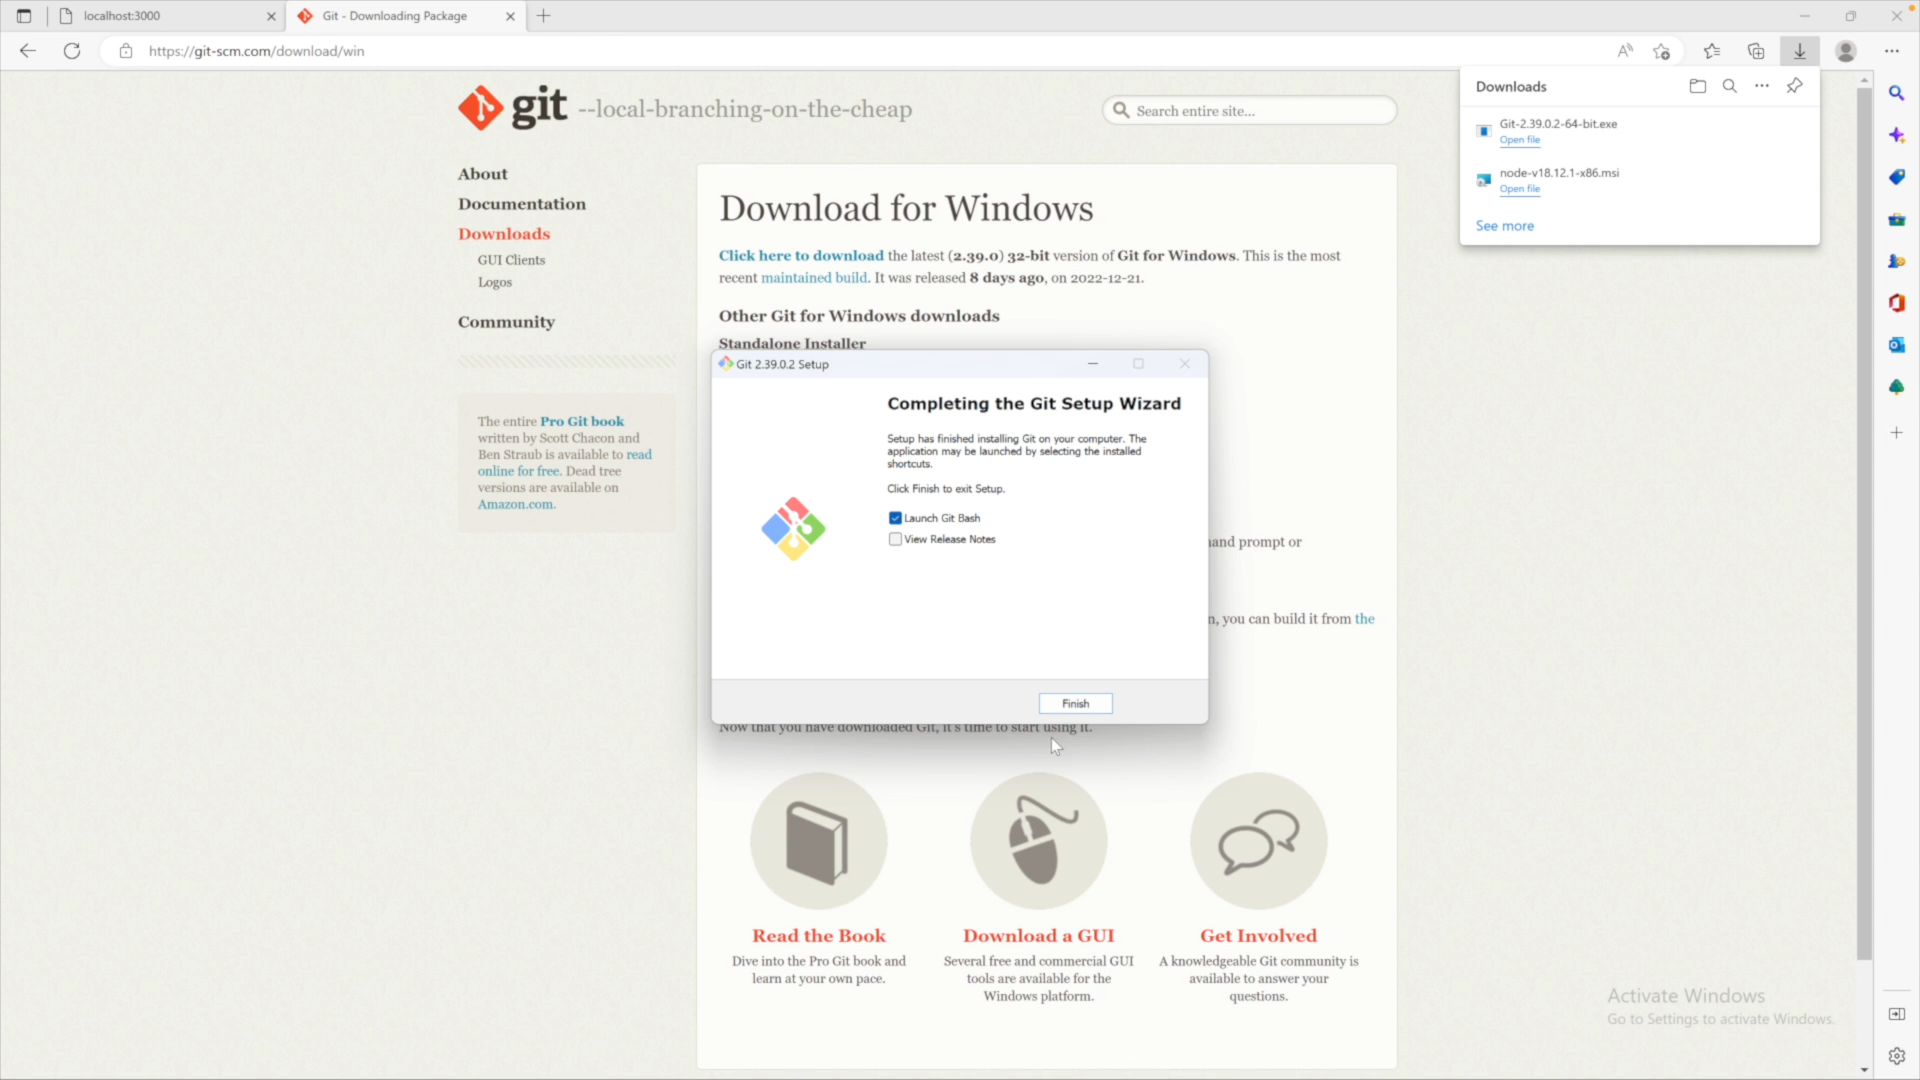 localhost:3000
Git - Downloading Package
https://git-scm.com/download/win
git --local-branching-on-the-cheap
Search entire site...
Downloads
Git-2.39.0.2-64-bit.exe
Open file
node-v18.12.1-x86.msi
Open file
See more
About
Documentation
Downloads
GUI Clients
Logos
Community
The entire Pro Git book
written by Scott Chacon and
Ben Straub is available to read
online for free. Dead tree
versions are available on
Amazon.com.
Download for Windows
Click here to download the latest (2.39.0) 32-bit version of Git for Windows. This is the most
recent maintained build. It was released 8 days ago, on 2022-12-21.
Other Git for Windows downloads
Standalone Installer
Git 2.39.0.2 Setup
Completing the Git Setup Wizard
Setup has finished installing Git on your computer. The
application may be launched by selecting the installed
shortcuts.
Click Finish to exit Setup.
Launch Git Bash
View Release Notes
Finish
and prompt or
, you can build it from the
Now that you have downloaded Git, it's time to start using it.
Read the Book
Dive into the Pro Git book and
learn at your own pace.
Download a GUI
Several free and commercial GUI
tools are available for the
Windows platform.
Get Involved
A knowledgeable Git community is
available to answer your
questions.
Activate Windows
Go to Settings to activate Windows.